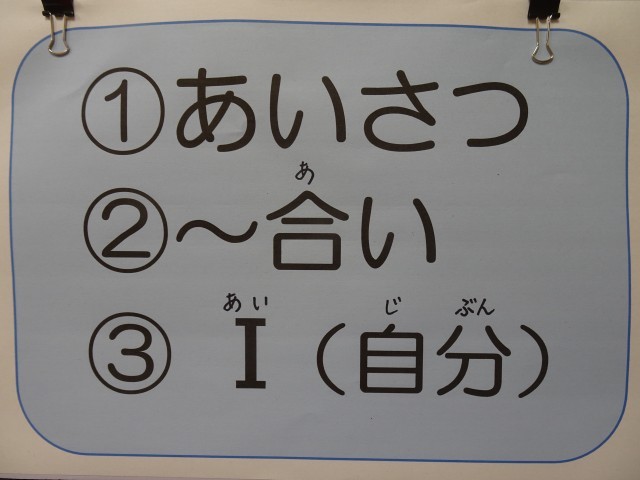 ①あいさつ
あ
②～合い
あい じ ぶん
③ I （自分）